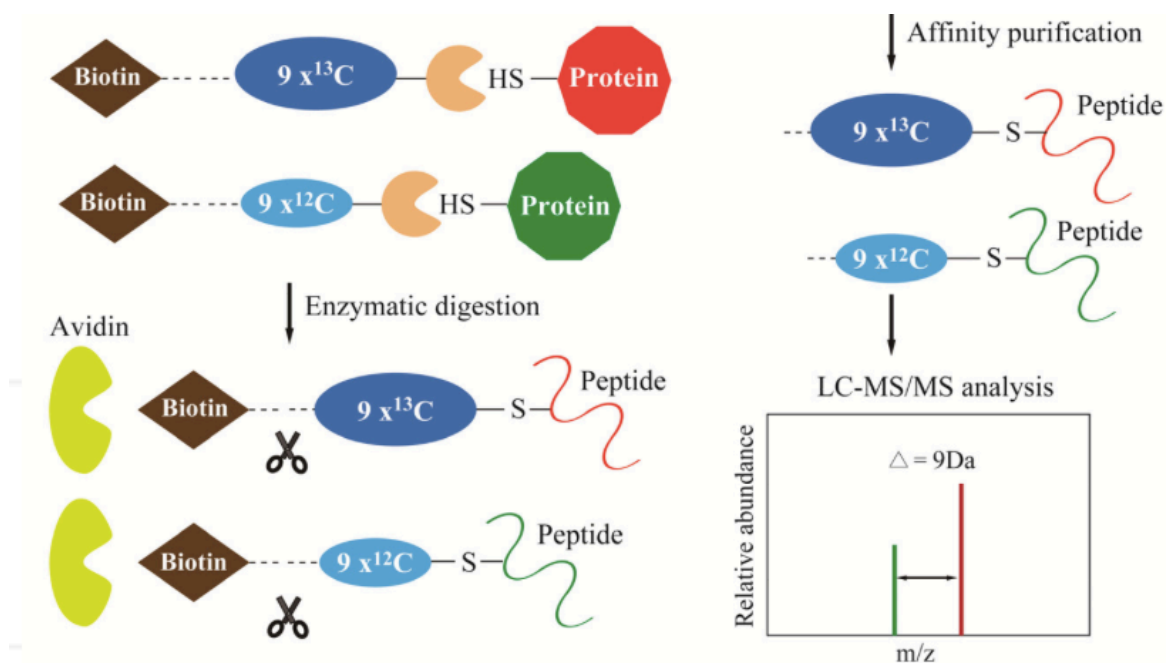 Biotin 9 x¹³C HS Protein
Biotin 9 x¹²C HS Protein
Enzymatic digestion
Avidin
Biotin 9 x¹³C S Peptide
Biotin 9 x¹²C S Peptide
Affinity purification
9 x¹³C S Peptide
9 x¹²C S Peptide
LC-MS/MS analysis
△ = 9Da
Relative abundance
m/z